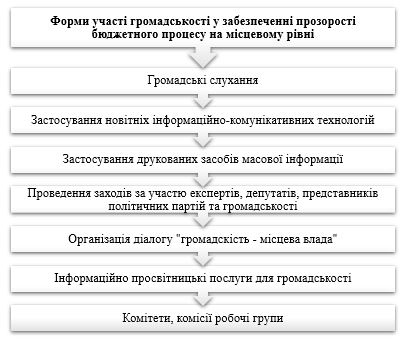 Форми участі громадськості у забезпеченні прозорості
бюджетного процесу на місцевому рівні
Громадські слухання
Застосування новітніх інформаційно-комунікативних технологій
Застосування друкованих засобів масової інформації
Проведення заходів за участю експертів, депутатів, представників
політичних партій та громадськості
Організація діалогу "громадскість - місцева влада"
Інформаційно просвітницькі послуги для громадськості
Комітети, комісії робочі групи